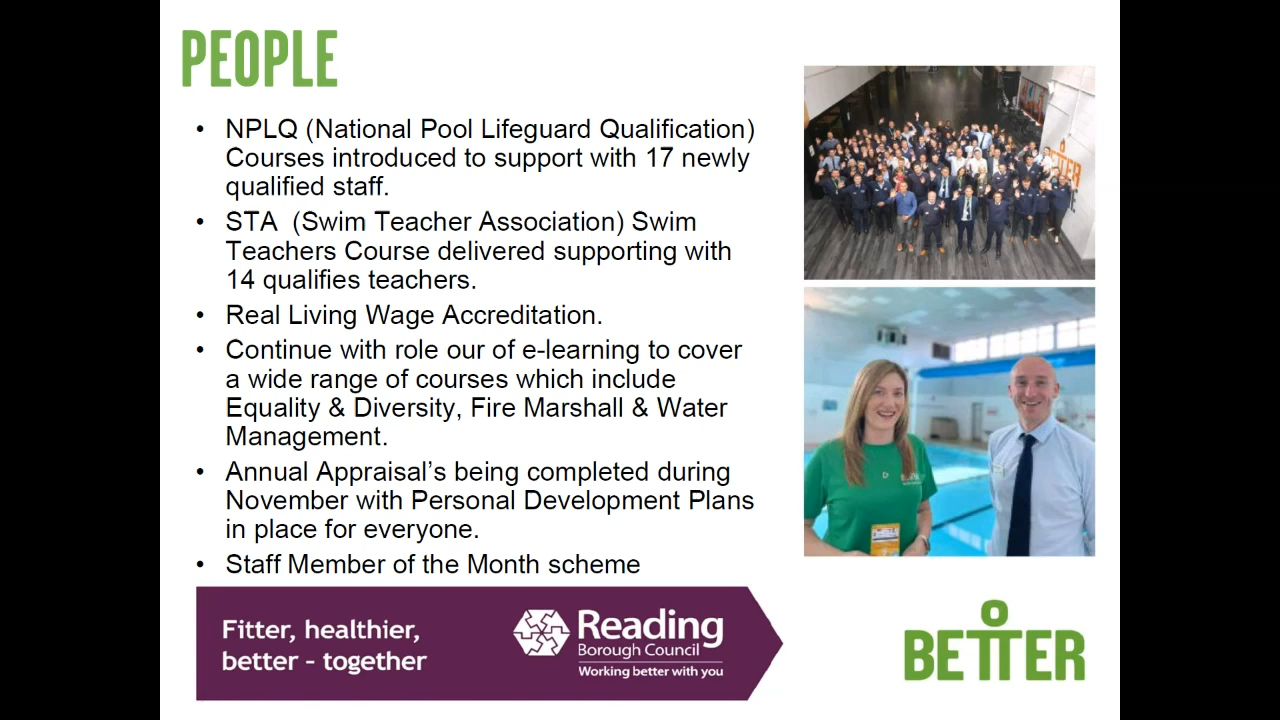 PEOPLE
• NPLQ (National Pool Lifeguard Qualification)
Courses introduced to support with 17 newly
qualified staff.
• STA  (Swim Teacher Association) Swim
Teachers Course delivered supporting with
14 qualifies teachers.
• Real Living Wage Accreditation.
• Continue with role our of e-learning to cover
a wide range of courses which include
Equality & Diversity, Fire Marshall & Water
Management.
• Annual Appraisal’s being completed during
November with Personal Development Plans
in place for everyone.
• Staff Member of the Month scheme
Fitter, healthier,
better - together
Reading
Borough Council
Working better with you
BETTER